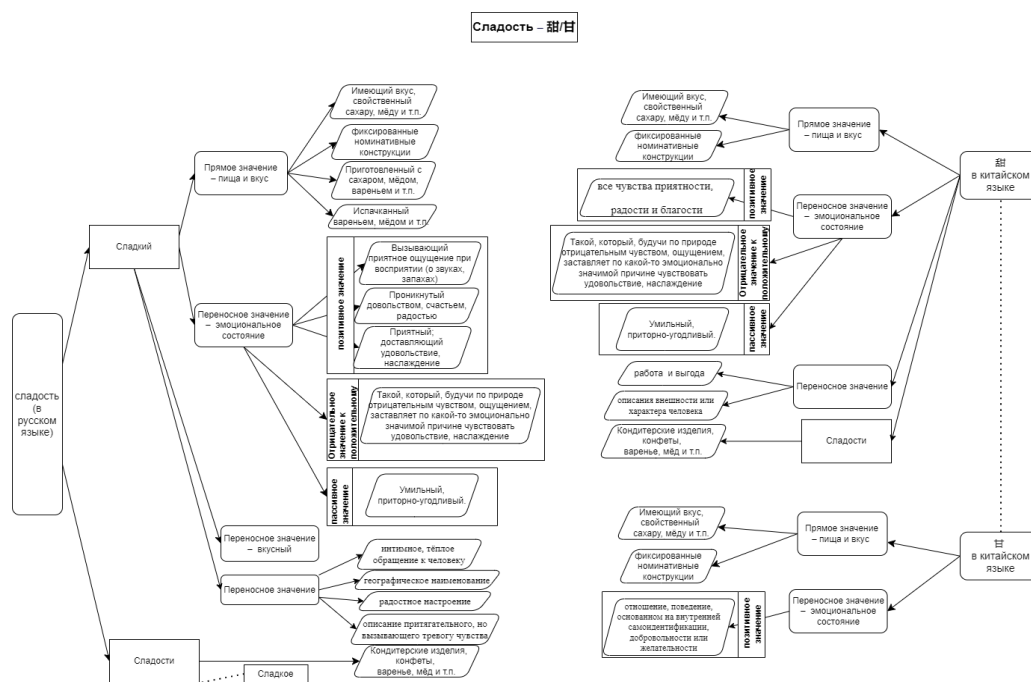 Сладость – 甜/甘
сладость
(в
русском
языке)
Сладкий
Прямое значение
– пища и вкус
Имеющий вкус,
свойственный
сахару, мёду и т.п.
фиксированные
номинативные
конструкции
Приготовленный с
сахаром, мёдом,
вареньем и т.п.
Испачканный
вареньем, мёдом и т.п.
Переносное значение
– эмоциональное
состояние
позитивное значение
Вызывающий
приятное ощущение при
восприятии (о звуках,
запахах)
Проникнутый
довольством, счастьем,
радостью
Приятный;
доставляющий
удовольствие,
наслаждение
Отрицательное
значение к
положительному
Такой, который, будучи по природе
отрицательным чувством, ощущением,
заставляет по какой-то эмоционально
значимой причине чувствовать
удовольствие, наслаждение
пассивное
значение
Умильный,
приторно-угодливый.
Переносное значение
– вкусный
Переносное значение
интимное, тёплое
обращение к человеку
географическое наименование
радостное настроение
описание притягательного, но
вызывающего тревогу чувства
Сладости
Кондитерские изделия,
конфеты,
варенье, мёд и т.п.
Сладкое
甜
в китайском
языке
Прямое значение
– пища и вкус
Имеющий вкус,
свойственный
сахару, мёду и т.п.
фиксированные
номинативные
конструкции
Переносное значение
– эмоциональное
состояние
позитивное
значение
все чувства приятности,
радости и благости
Отрицательное
значение к
положительному
Такой, который, будучи по природе
отрицательным чувством, ощущением,
заставляет по какой-то эмоционально
значимой причине чувствовать
удовольствие, наслаждение
пассивное
значение
Умильный,
приторно-угодливый.
Переносное значение
работа и выгода
описания внешности или
характера человека
Сладости
Кондитерские изделия,
конфеты,
варенье, мёд и т.п.
甘
в китайском
языке
Прямое значение
– пища и вкус
Имеющий вкус,
свойственный
сахару, мёду и т.п.
фиксированные
номинативные
конструкции
Переносное значение
– эмоциональное
состояние
позитивное
значение
отношение, поведение,
основанном на внутренней
самоидентификации,
добровольности или
желательности